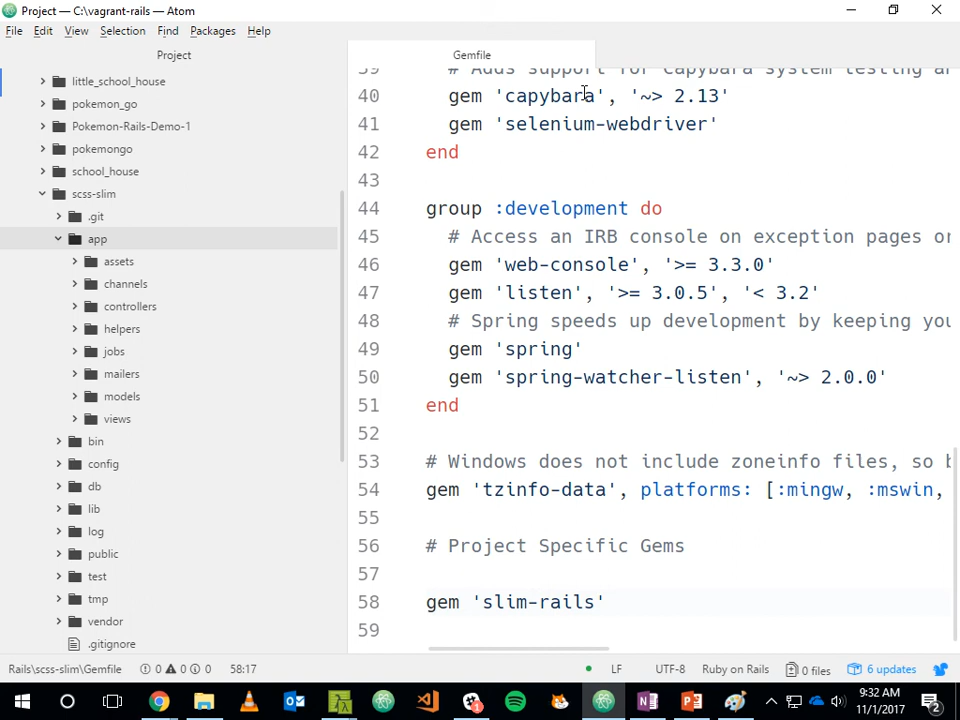 Project — C:\vagrant-rails — Atom
File Edit View Selection Find Packages Help
Project
Gemfile
little_school_house
pokemon_go
Pokemon-Rails-Demo-1
pokemongo
school_house
scss-slim
.git
app
assets
channels
controllers
helpers
jobs
mailers
models
views
bin
config
db
lib
log
public
test
tmp
vendor
.gitignore
39 # Adds support for Capybara system testing
40 gem 'capybara', '~> 2.13'
41 gem 'selenium-webdriver'
42 end
43
44 group :development do
45 # Access an IRB console on exception pages or
46 gem 'web-console', '>= 3.3.0'
47 gem 'listen', '>= 3.0.5', '< 3.2'
48 # Spring speeds up development by keeping you
49 gem 'spring'
50 gem 'spring-watcher-listen', '~> 2.0.0'
51 end
52
53 # Windows does not include zoneinfo files, so b
54 gem 'tzinfo-data', platforms: [:mingw, :mswin,
55
56 # Project Specific Gems
57
58 gem 'slim-rails'
59
Rails\scss-slim\Gemfile 0 0 0 58:17 LF UTF-8 Ruby on Rails 0 files 6 updates
9:32 AM
11/1/2017
2